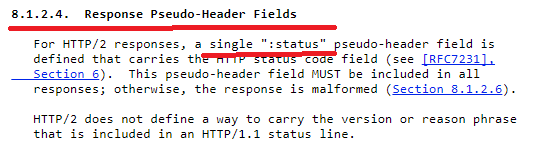 8.1.2.4. Response Pseudo-Header Fields
For HTTP/2 responses, a single ":status" pseudo-header field is
defined that carries the HTTP status code field (see [RFC7231],
Section 6). This pseudo-header field MUST be included in all
responses; otherwise, the response is malformed (Section 8.1.2.6).
HTTP/2 does not define a way to carry the version or reason phrase
that is included in an HTTP/1.1 status line.